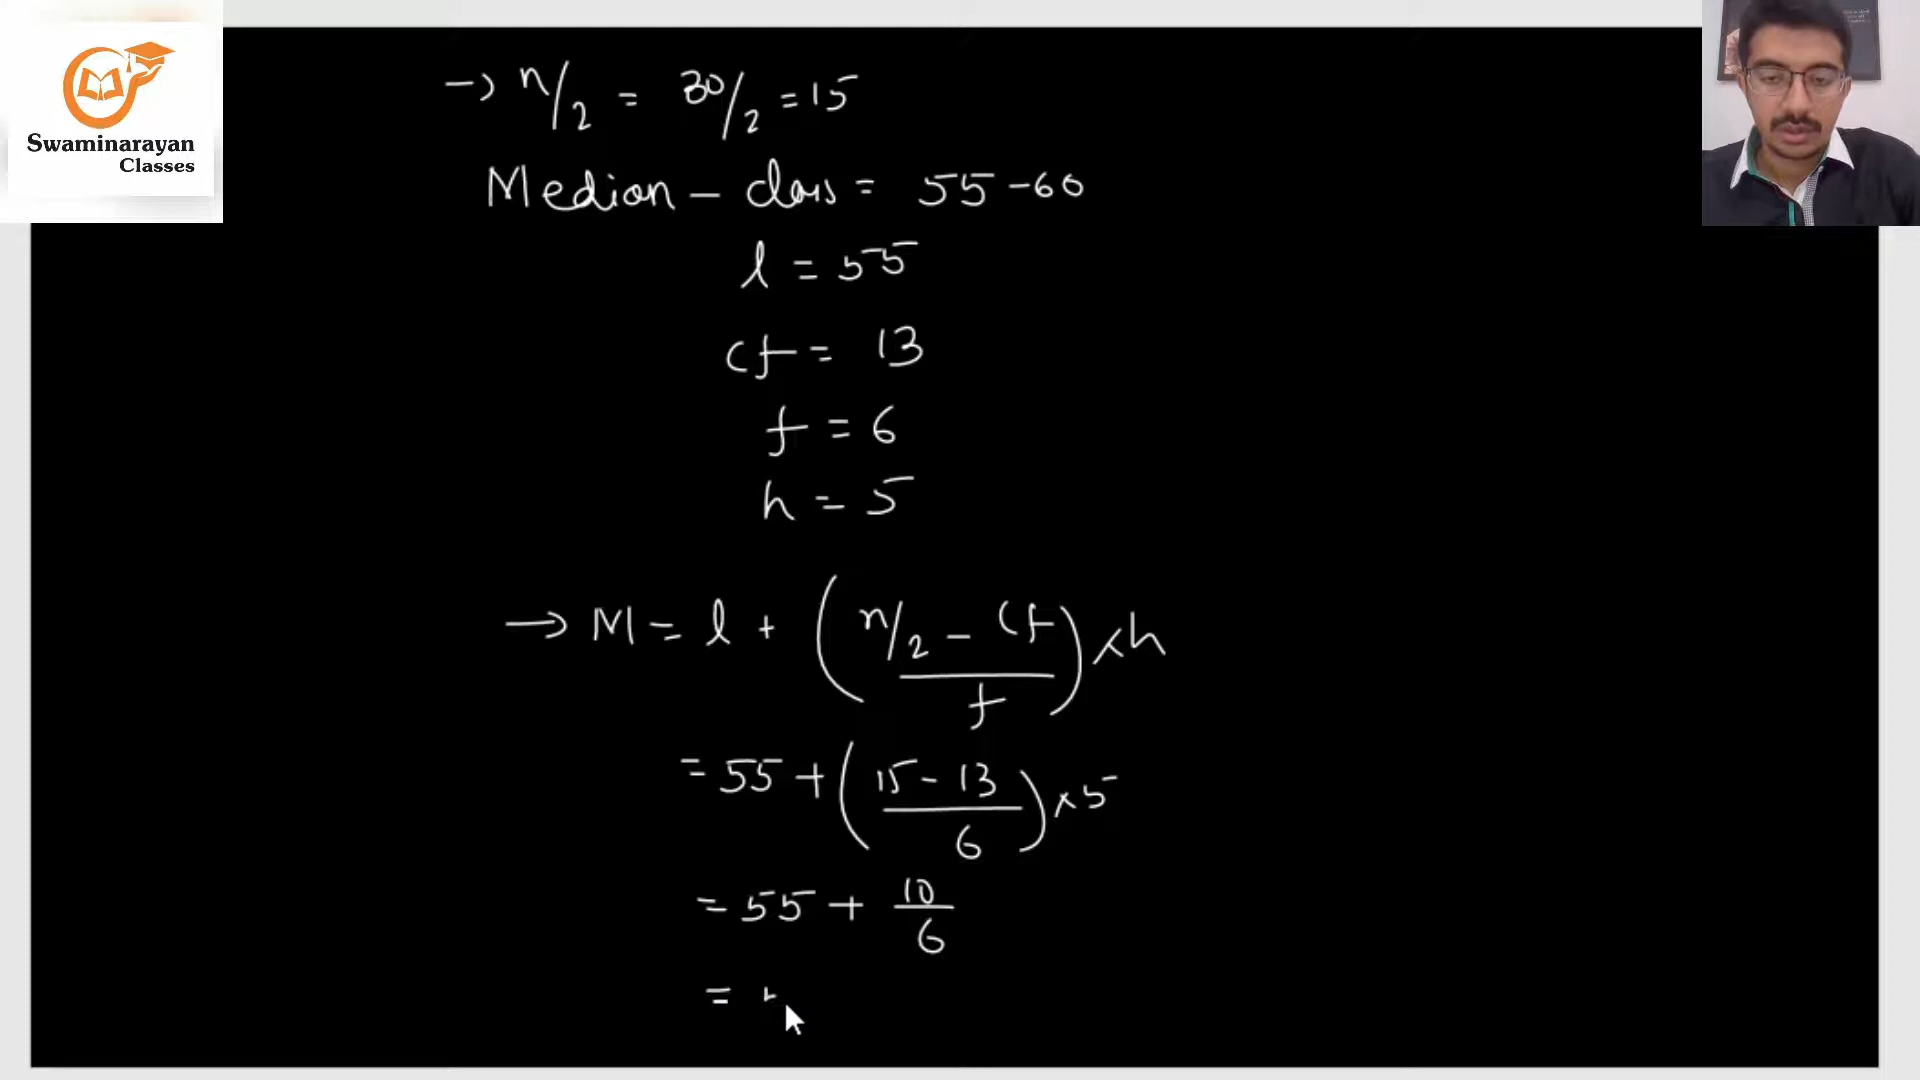 Swaminarayan
Classes
→ n/2 = 30/2 = 15
Median - class = 55 - 60
l = 55
cf = 13
f = 6
h = 5
→ M = l + (n/2 - cf / f) × h
= 55 + (15 - 13 / 6) × 5
= 55 + 10/6
=